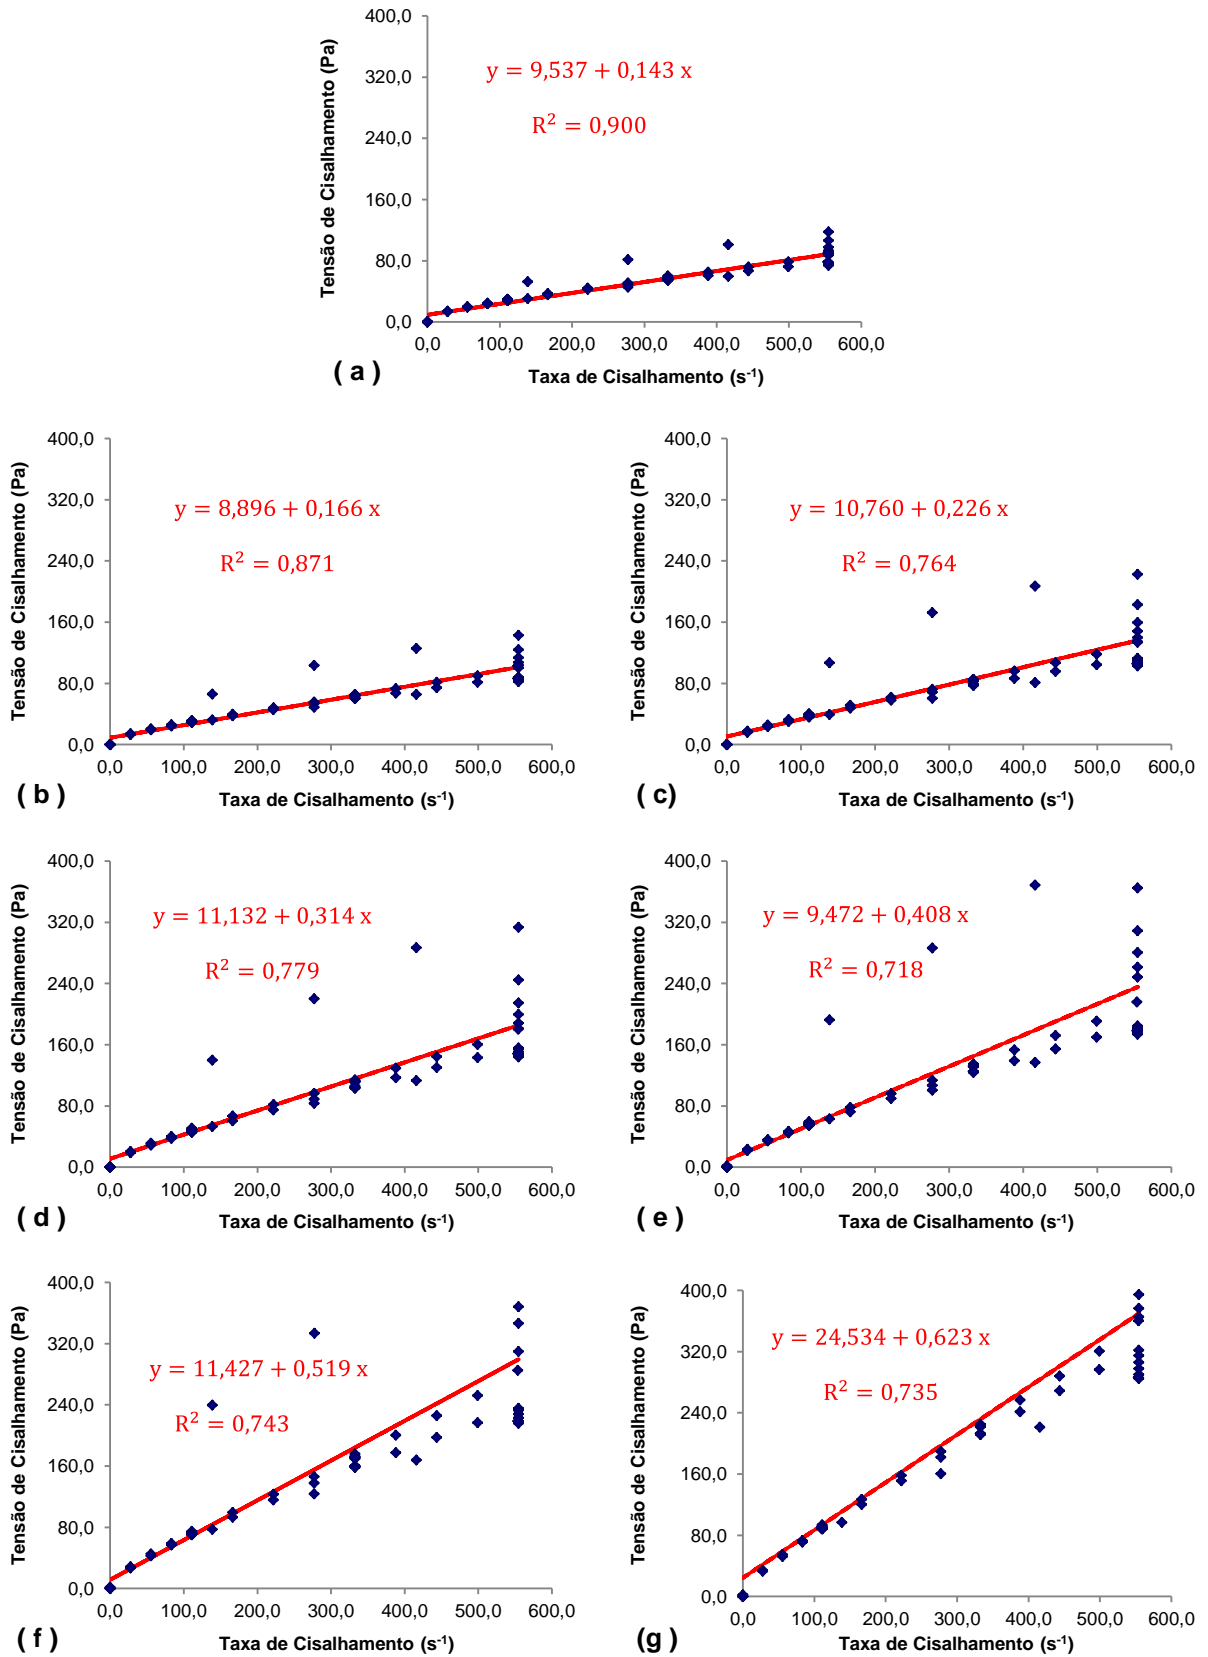 400,0
320,0
240,0
160,0
80,0
0,0
Tensão de Cisalhamento (Pa)
y = 9,537 + 0,143 x
R² = 0,900
0,0 100,0 200,0 300,0 400,0 500,0 600,0
Taxa de Cisalhamento (s⁻¹)
( a )
400,0
320,0
240,0
160,0
80,0
0,0
Tensão de Cisalhamento (Pa)
y = 8,896 + 0,166 x
R² = 0,871
0,0 100,0 200,0 300,0 400,0 500,0 600,0
Taxa de Cisalhamento (s⁻¹)
( b )
400,0
320,0
240,0
160,0
80,0
0,0
Tensão de Cisalhamento (Pa)
y = 10,760 + 0,226 x
R² = 0,764
0,0 100,0 200,0 300,0 400,0 500,0 600,0
Taxa de Cisalhamento (s⁻¹)
( c)
400,0
320,0
240,0
160,0
80,0
0,0
Tensão de Cisalhamento (Pa)
y = 11,132 + 0,314 x
R² = 0,779
0,0 100,0 200,0 300,0 400,0 500,0 600,0
Taxa de Cisalhamento (s⁻¹)
( d )
400,0
320,0
240,0
160,0
80,0
0,0
Tensão de Cisalhamento (Pa)
y = 9,472 + 0,408 x
R² = 0,718
0,0 100,0 200,0 300,0 400,0 500,0 600,0
Taxa de Cisalhamento (s⁻¹)
( e )
400,0
320,0
240,0
160,0
80,0
0,0
Tensão de Cisalhamento (Pa)
y = 11,427 + 0,519 x
R² = 0,743
0,0 100,0 200,0 300,0 400,0 500,0 600,0
Taxa de Cisalhamento (s⁻¹)
( f )
400,0
320,0
240,0
160,0
80,0
0,0
Tensão de Cisalhamento (Pa)
y = 24,534 + 0,623 x
R² = 0,735
0,0 100,0 200,0 300,0 400,0 500,0 600,0
Taxa de Cisalhamento (s⁻¹)
(g )